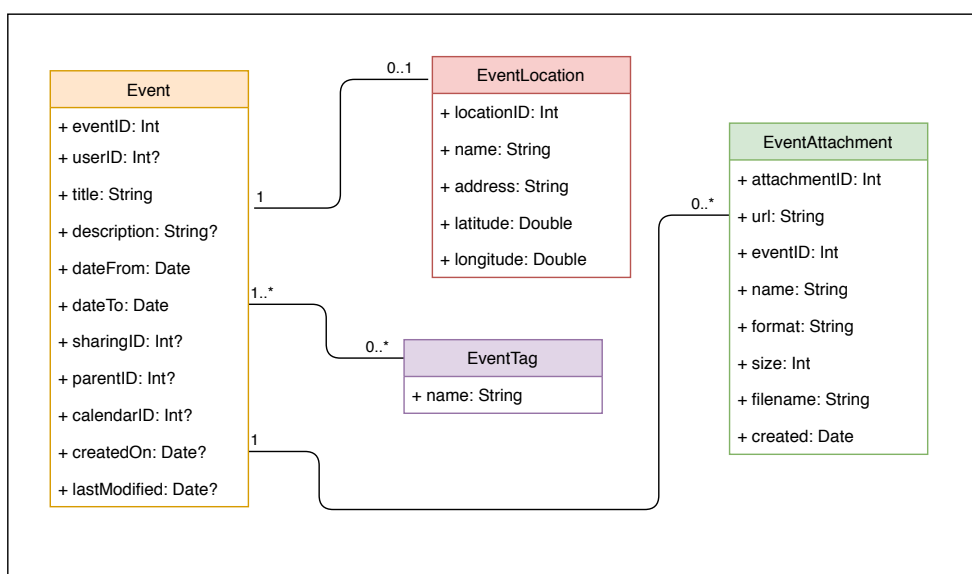 Event
+ eventID: Int
+ userID: Int?
+ title: String
+ description: String?
+ dateFrom: Date
+ dateTo: Date
+ sharingID: Int?
+ parentID: Int?
+ calendarID: Int?
+ createdOn: Date?
+ lastModified: Date?
1
0..1
1..*
0..*
1
0..*
EventLocation
+ locationID: Int
+ name: String
+ address: String
+ latitude: Double
+ longitude: Double
EventTag
+ name: String
EventAttachment
+ attachmentID: Int
+ url: String
+ eventID: Int
+ name: String
+ format: String
+ size: Int
+ filename: String
+ created: Date